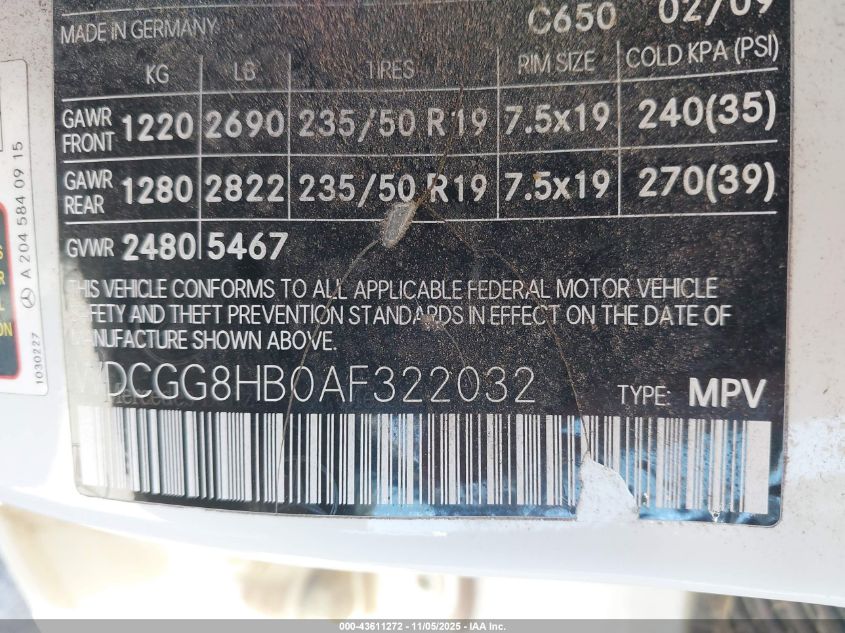 C650 02/09
MADE IN GERMANY
KG LB TIRES RIM SIZE COLD KPA (PSI)
GAWR FRONT 1220 2690 235/50 R19 7.5x19 240(35)
GAWR REAR 1280 2822 235/50 R19 7.5x19 270(39)
GVWR 2480 5467
THIS VEHICLE CONFORMS TO ALL APPLICABLE FEDERAL MOTOR VEHICLE
SAFETY AND THEFT PREVENTION STANDARDS IN EFFECT ON THE DATE OF
MANUFACTURE SHOWN ABOVE.
WDCGG8HB0AF322032 TYPE: MPV
A 204 584 09 15
1030227
000-43611272 - 11/05/2025 - IAA Inc.